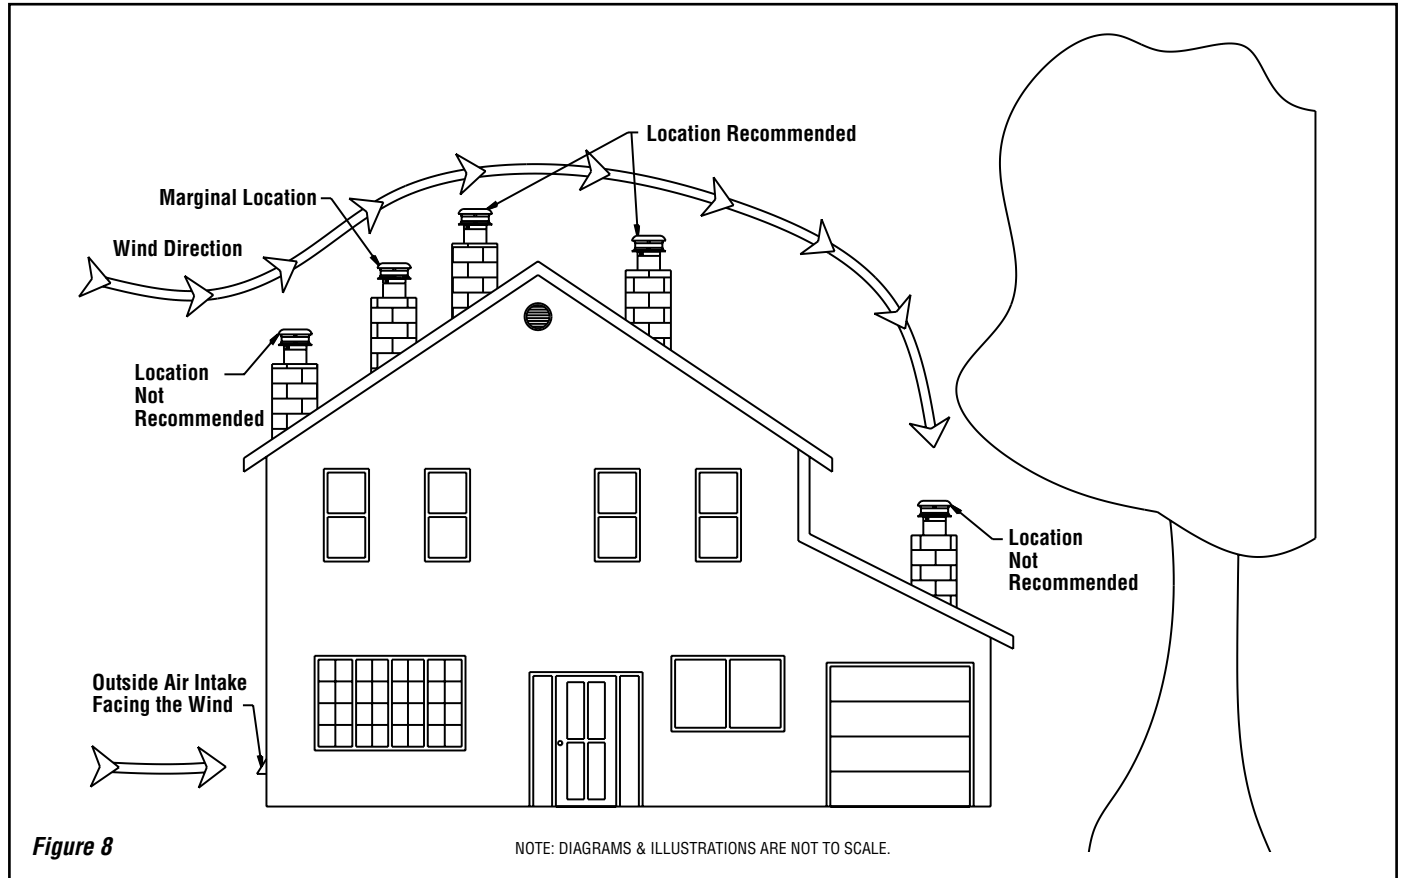 Location Recommended
Marginal Location
Wind Direction
Location
Not
Recommended
Location
Not
Recommended
Outside Air Intake
Facing the Wind
Figure 8
NOTE: DIAGRAMS & ILLUSTRATIONS ARE NOT TO SCALE.